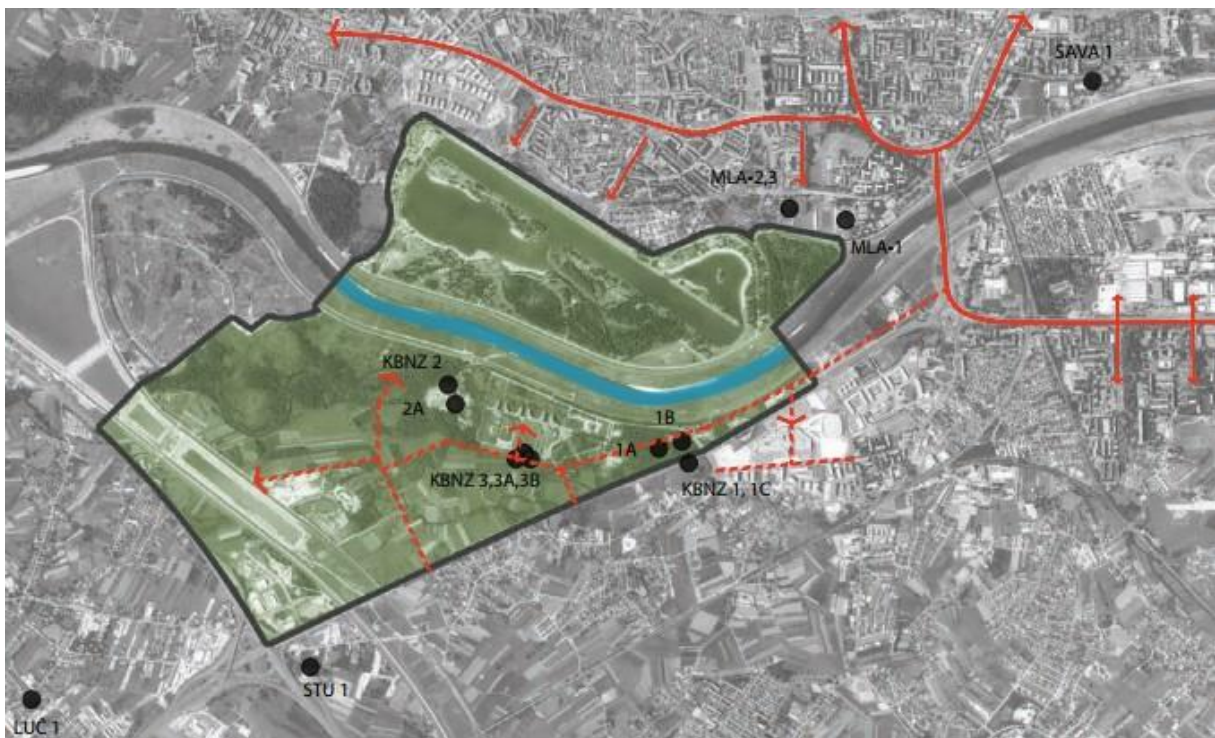 SAVA 1
MLA-2,3
MLA-1
KBNZ 2
2A
1B
1A
KBNZ 3,3A,3B
KBNZ 1, 1C
STU 1
LUČ 1